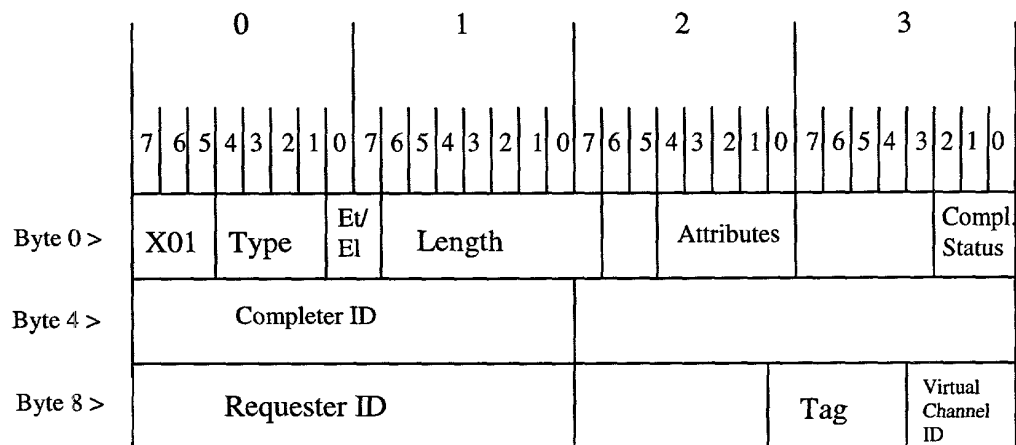 0 1 2 3
7 6 5 4 3 2 1 0 7 6 5 4 3 2 1 0 7 6 5 4 3 2 1 0 7 6 5 4 3 2 1 0
Byte 0 > X01 Type Et/ El Length Attributes Compl. Status
Byte 4 > Completer ID
Byte 8 > Requester ID Tag Virtual Channel ID